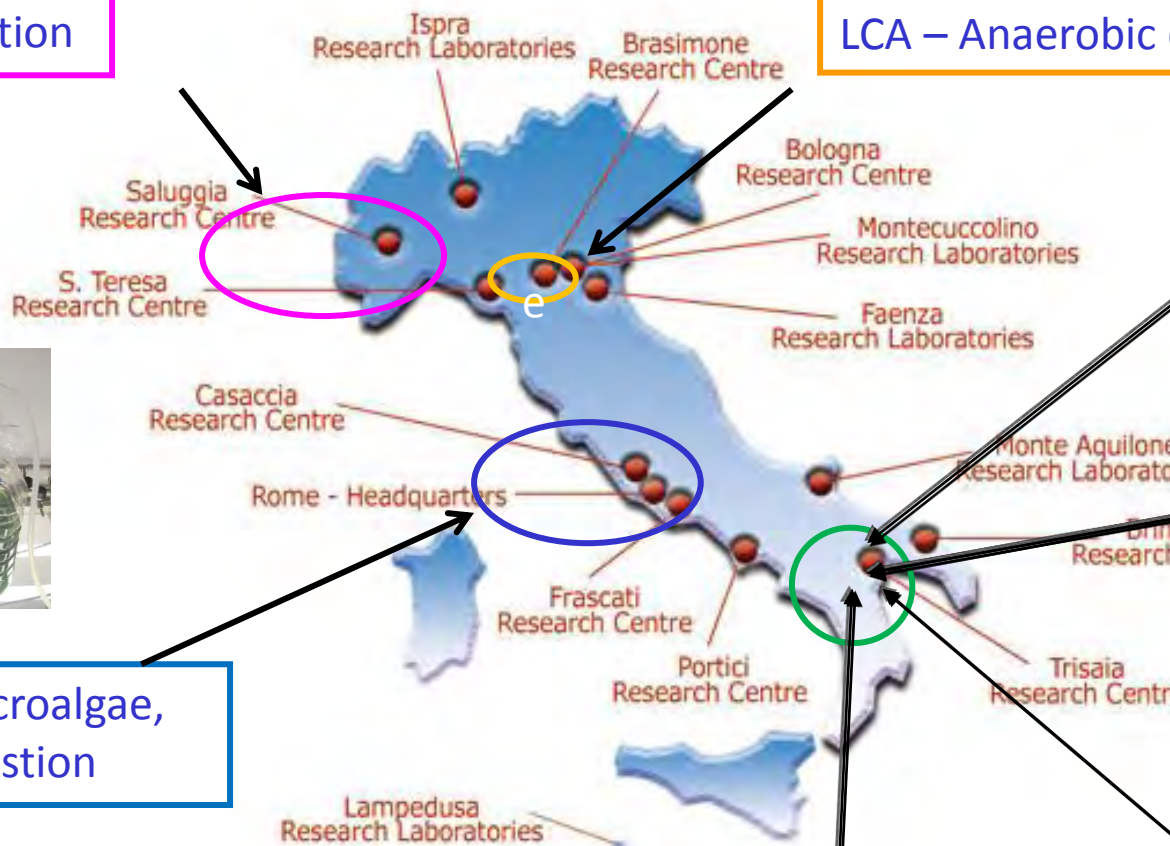 tion
LCA – Anaerobic
Ispra
Research Laboratories
Brasimone
Research Centre
Bologna
Research Centre
Saluggia
Research Centre
Montecuccolino
Research Laboratories
S. Teresa
Research Centre
e
Faenza
Research Laboratories
Casaccia
Research Centre
Monte Aquilone
Research Laborato
Rome - Headquarters
Research
Frascati
Research Centre
Portici
Research Centre
Trisaia
Research Centr
croalgae,
stion
Lampedusa
Research Laboratories